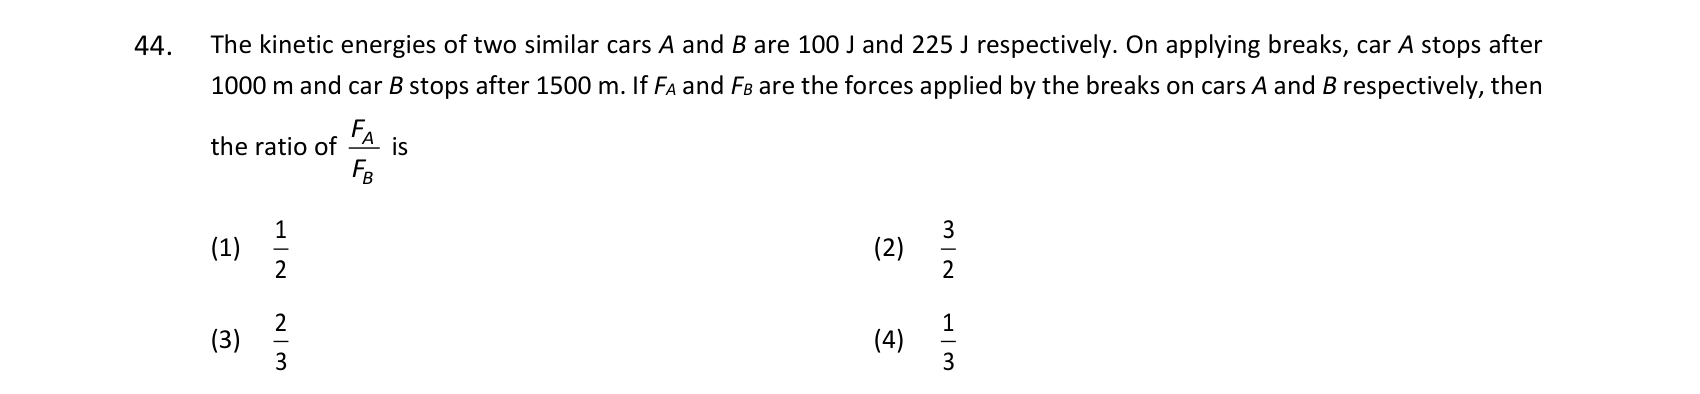 44. The kinetic energies of two similar cars A and B are 100 J and 225 J respectively. On applying breaks, car A stops after
1000 m and car B stops after 1500 m. If FA and FB are the forces applied by the breaks on cars A and B respectively, then
the ratio of FA/FB is
(1) 1/2 (2) 3/2
(3) 2/3 (4) 1/3